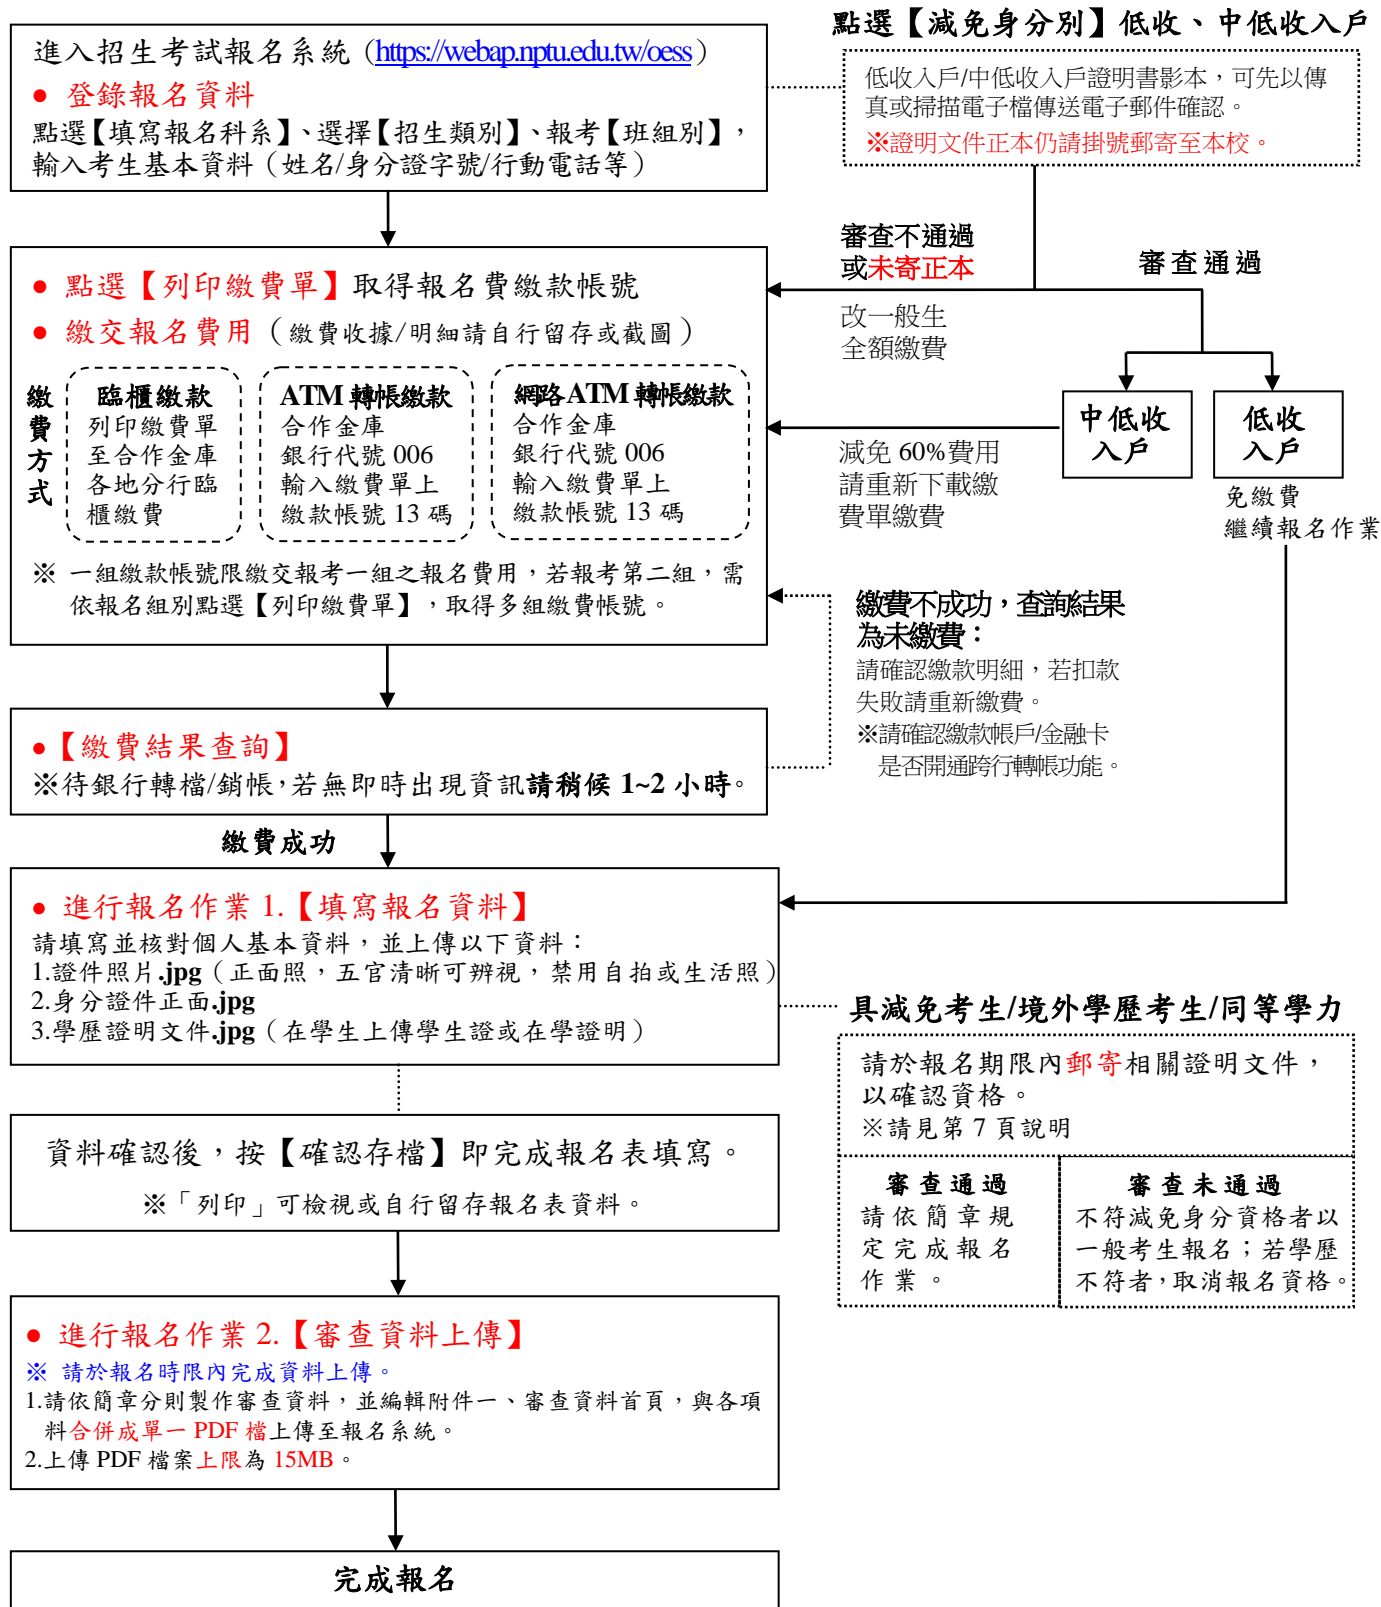 進入招生考試報名系統 (https://webap.nptu.edu.tw/oess)
● 登錄報名資料
點選【填寫報名科系】、選擇【招生類別】、報考【班組別】，
輸入考生基本資料（姓名/身分證字號/行動電話等）
點選【減免身分別】低收、中低收入戶
低收入戶/中低收入戶證明書影本，可先以傳
真或掃描電子檔傳送電子郵件確認。
※證明文件正本仍請掛號郵寄至本校。
審查不通過
或未寄正本
改一般生
全額繳費
審查通過
中低收
入戶
低收
入戶
減免 60%費用
請重新下載繳
費單繳費
免繳費
繼續報名作業
● 點選【列印繳費單】取得報名費繳款帳號
● 繳交報名費用（繳費收據/明細請自行留存或截圖）
繳
費
方
式
臨櫃繳款
列印繳費單
至合作金庫
各地分行臨
櫃繳費
ATM 轉帳繳款
合作金庫
銀行代號 006
輸入繳費單上
繳款帳號 13 碼
網路 ATM 轉帳繳款
合作金庫
銀行代號 006
輸入繳費單上
繳款帳號 13 碼
※ 一組繳款帳號限繳交報考一組之報名費用，若報考第二組，需
依報名組別點選【列印繳費單】，取得多組繳費帳號。
繳費不成功，查詢結果
為未繳費：
請確認繳款明細，若扣款
失敗請重新繳費。
※請確認繳款帳戶/金融卡
是否開通跨行轉帳功能。
●【繳費結果查詢】
※待銀行轉檔/銷帳，若無即時出現資訊請稍候 1~2 小時。
繳費成功
● 進行報名作業 1.【填寫報名資料】
請填寫並核對個人基本資料，並上傳以下資料：
1.證件照片.jpg（正面照，五官清晰可辨視，禁用自拍或生活照）
2.身分證件正面.jpg
3.學歷證明文件.jpg（在學生上傳學生證或在學證明）
具減免考生/境外學歷考生/同等學力
請於報名期限內郵寄相關證明文件，
以確認資格。
※請見第 7 頁說明
審查通過
請依簡章規
定完成報名
作業。
審查未通過
不符減免身分資格者以
一般考生報名；若學歷
不符者，取消報名資格。
資料確認後，按【確認存檔】即完成報名表填寫。
※「列印」可檢視或自行留存報名表資料。
● 進行報名作業 2.【審查資料上傳】
※ 請於報名時限內完成資料上傳。
1.請依簡章分則製作審查資料，並編輯附件一、審查資料首頁，與各項
料合併成單一 PDF 檔上傳至報名系統。
2.上傳 PDF 檔案上限為 15MB。
完成報名